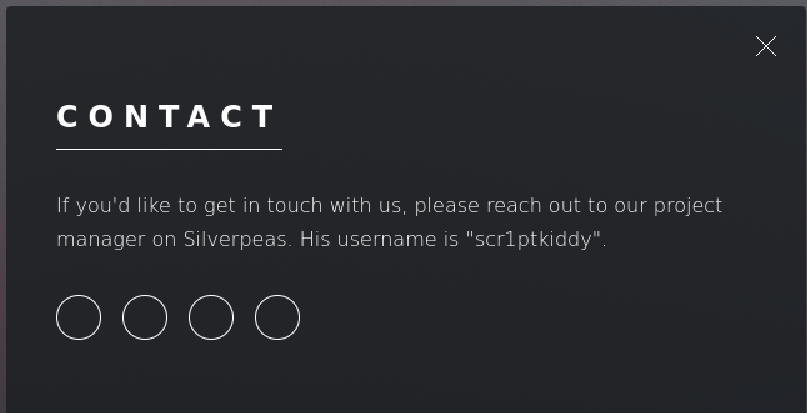 CONTACT
If you'd like to get in touch with us, please reach out to our project
manager on Silverpeas. His username is "scr1ptkiddy".